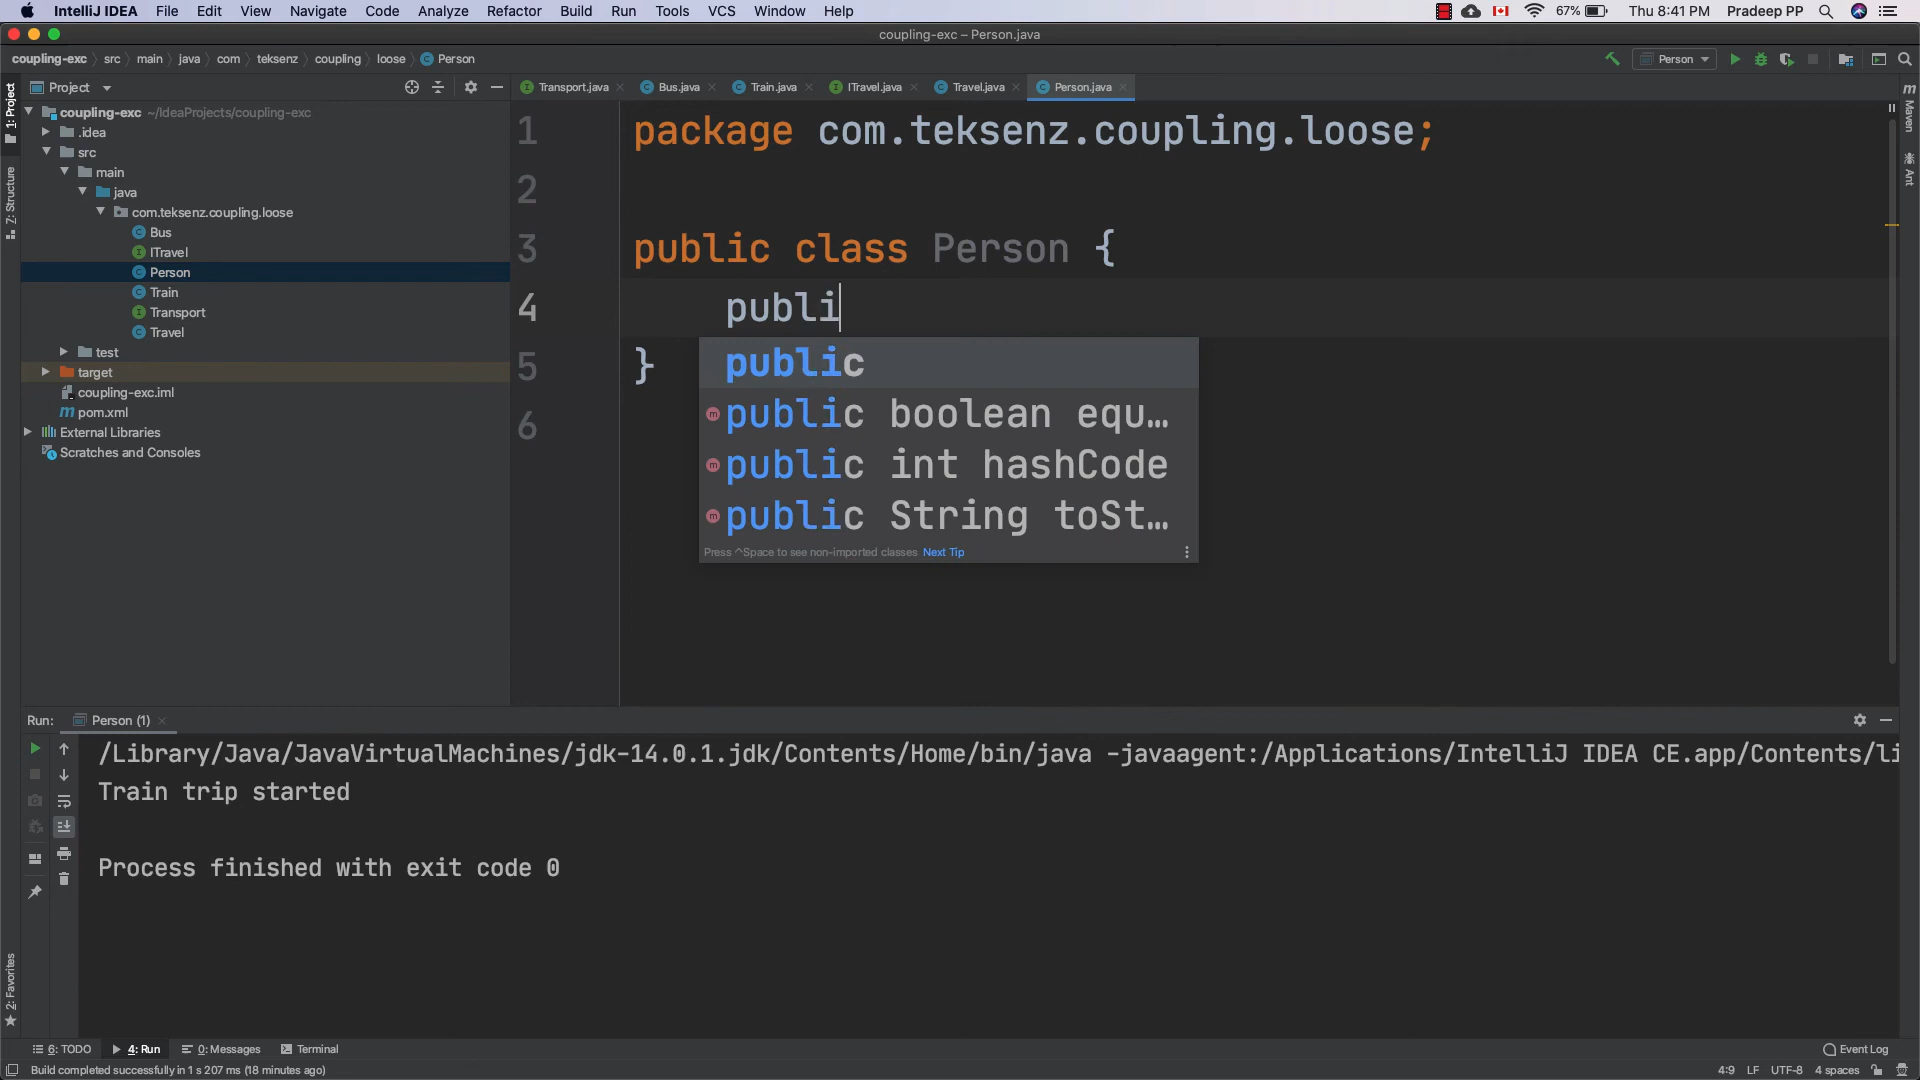 IntelliJ IDEA File Edit View Navigate Code Analyze Refactor Build Run Tools VCS Window Help 67% Thu 8:41 PM Pradeep PP
coupling-exc – Person.java
coupling-exc src main java com teksenz coupling loose Person Person
1: Project
Project
Transport.java Bus.java Train.java ITravel.java Travel.java Person.java
Maven
Ant
coupling-exc ~/IdeaProjects/coupling-exc
.idea
src
main
java
com.teksenz.coupling.loose
Bus
ITravel
Person
Train
Transport
Travel
test
target
coupling-exc.iml
pom.xml
External Libraries
Scratches and Consoles
Z: Structure
1 package com.teksenz.coupling.loose;
2
3 public class Person {
4 publi
5 }
6
public
public boolean equ…
public int hashCode
public String toSt…
Press ^Space to see non-imported classes Next Tip
Run: Person (1)
/Library/Java/JavaVirtualMachines/jdk-14.0.1.jdk/Contents/Home/bin/java -javaagent:/Applications/IntelliJ IDEA CE.app/Contents/li
Train trip started
Process finished with exit code 0
2: Favorites
6: TODO 4: Run 0: Messages Terminal Event Log
Build completed successfully in 1 s 207 ms (18 minutes ago) 4:9 LF UTF-8 4 spaces